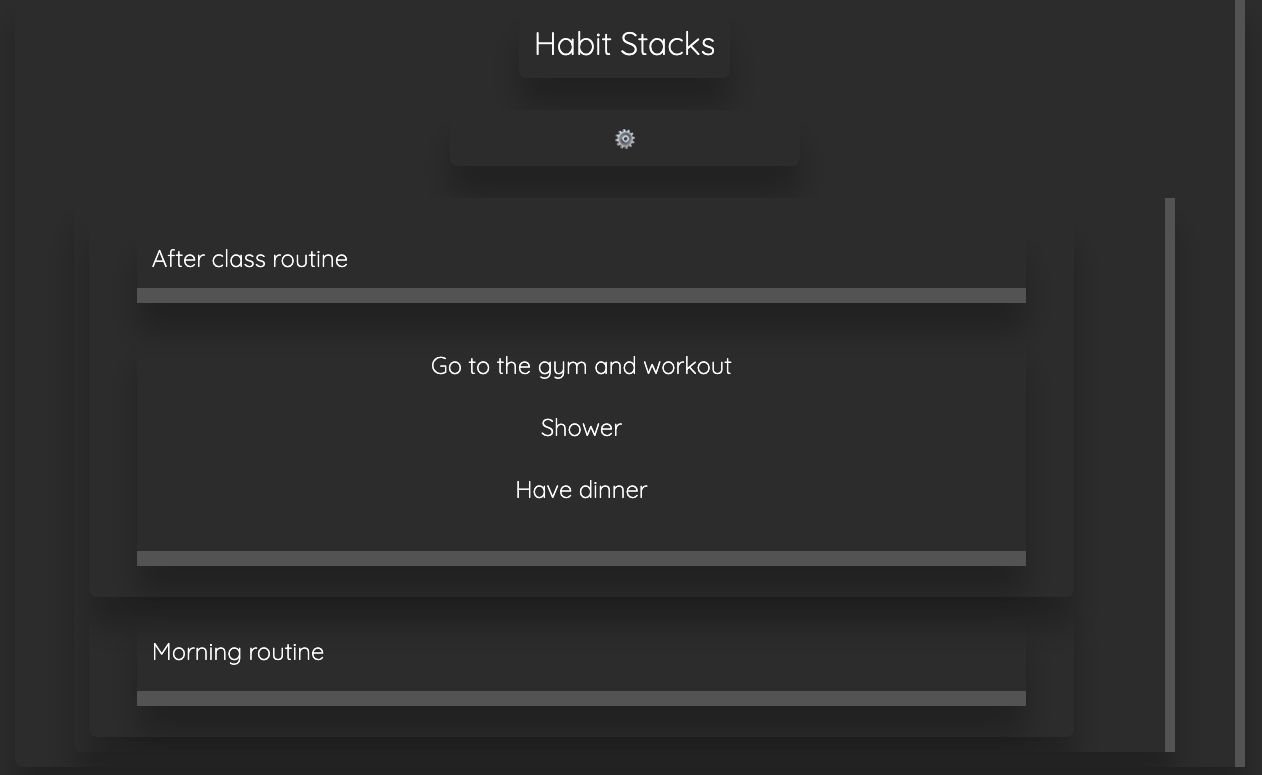 Habit Stacks
After class routine
Go to the gym and workout
Shower
Have dinner
Morning routine